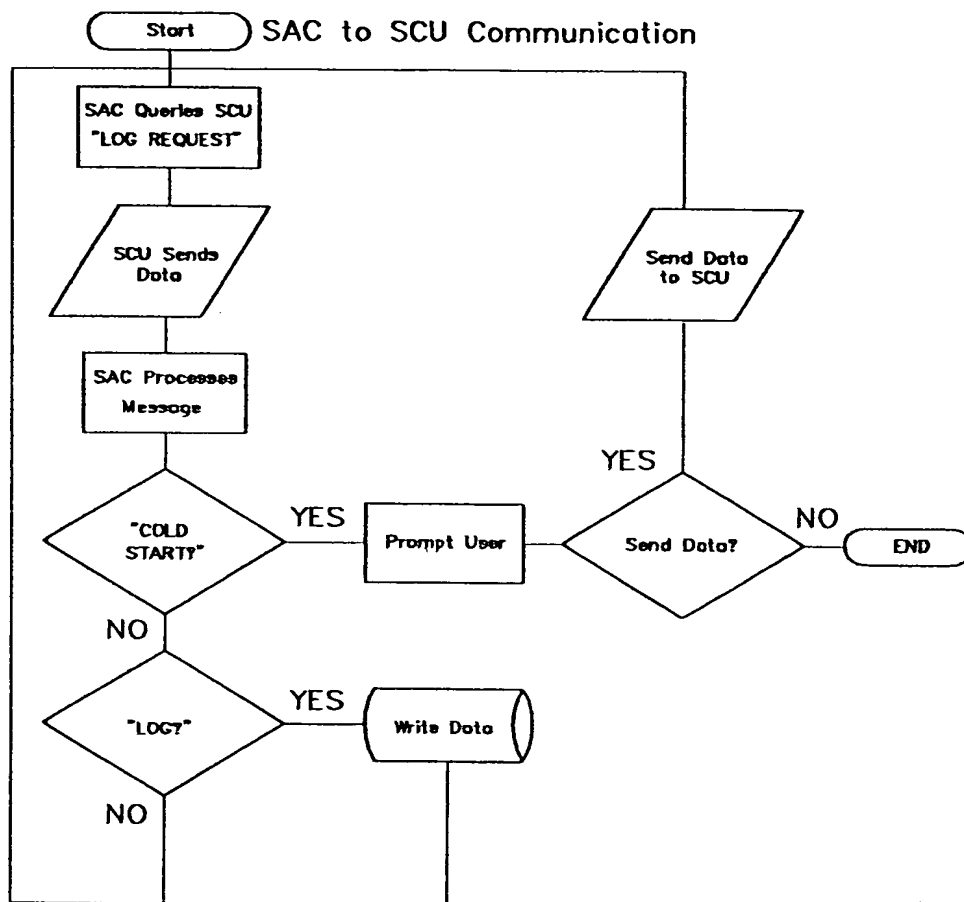 Start
SAC to SCU Communication
SAC Queries SCU
"LOG REQUEST"
SCU Sends
Data
Send Data
to SCU
SAC Processes
Message
YES
"COLD
START?"
YES
Prompt User
Send Data?
NO
END
NO
"LOG?"
YES
Write Data
NO